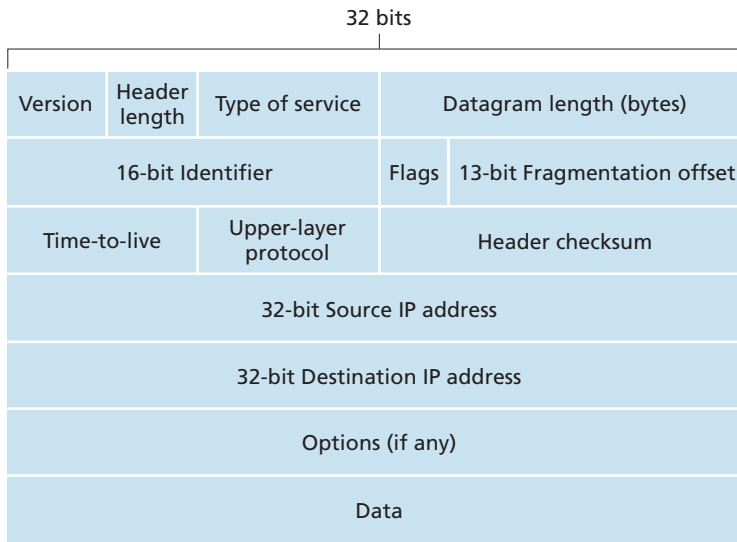 32 bits
Version
Header
length
Type of service
Datagram length (bytes)
16-bit Identifier
Flags
13-bit Fragmentation offset
Time-to-live
Upper-layer
protocol
Header checksum
32-bit Source IP address
32-bit Destination IP address
Options (if any)
Data